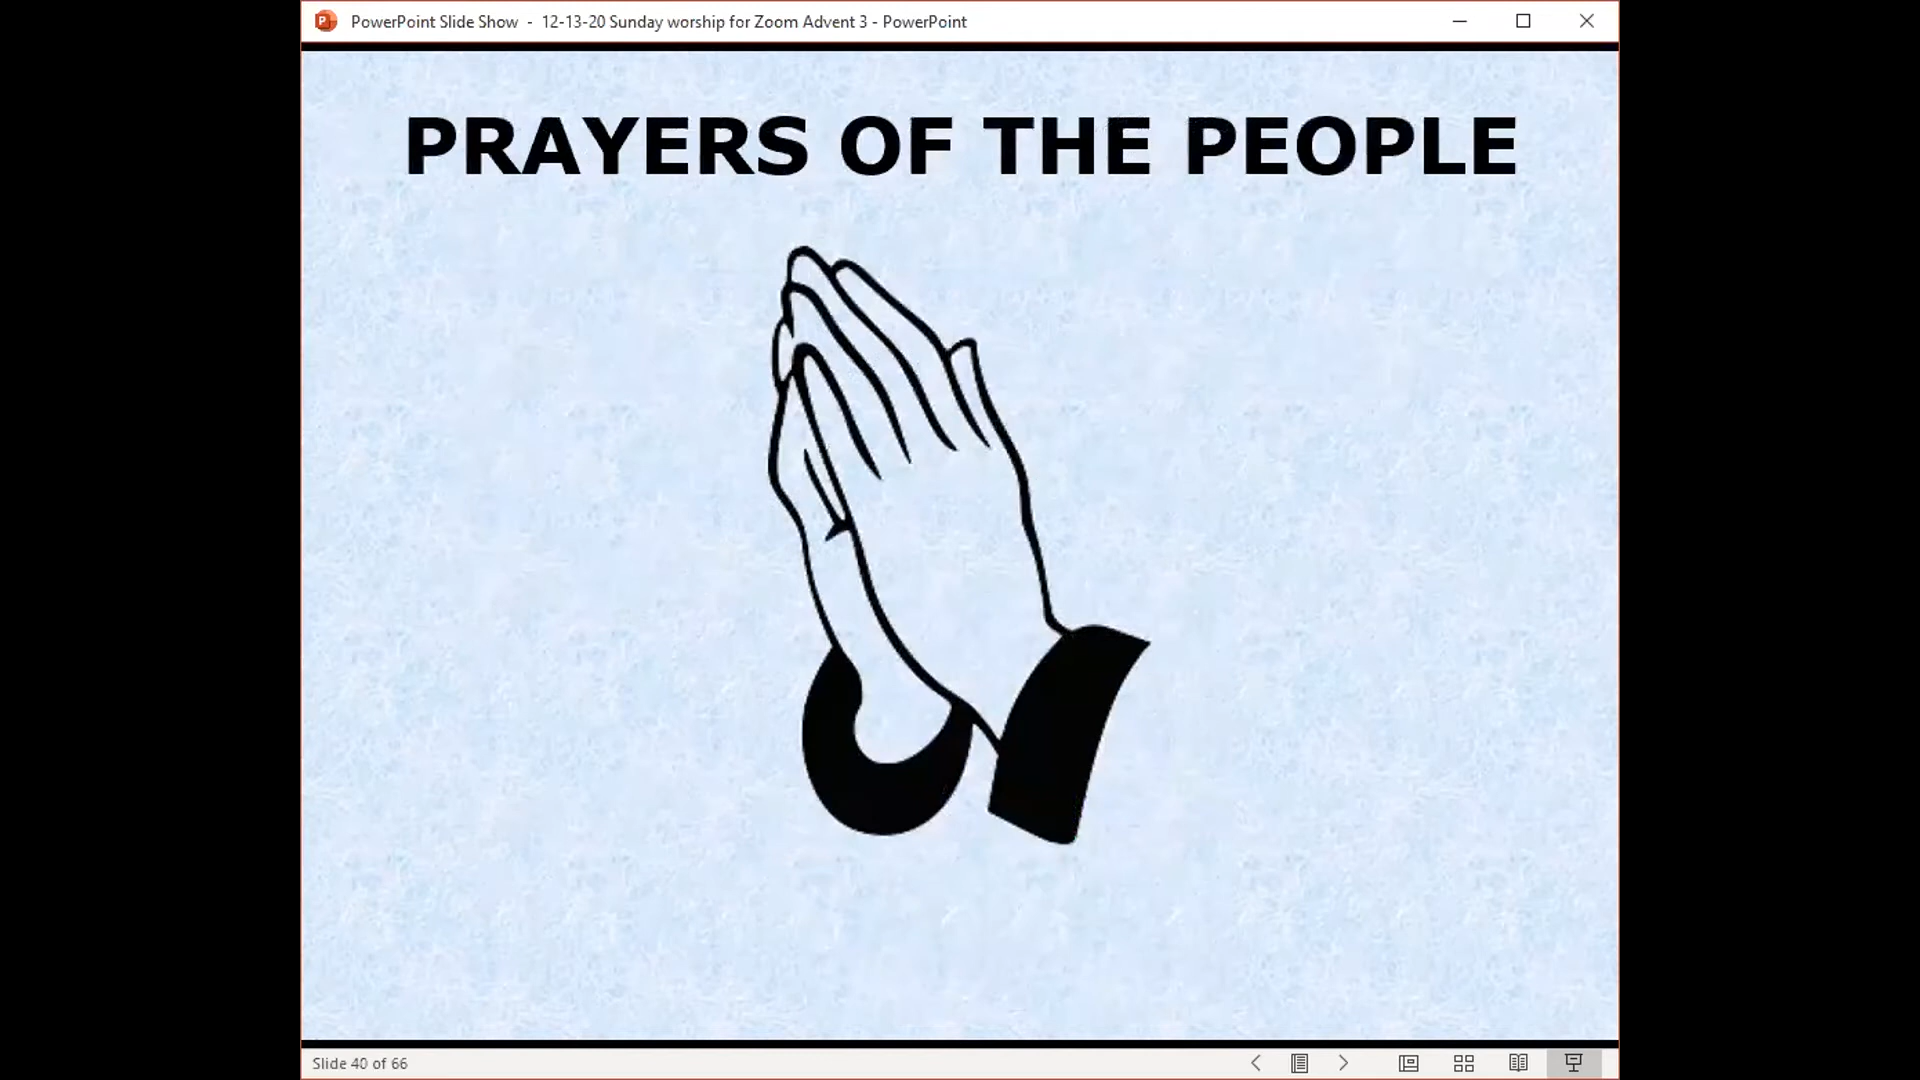 PowerPoint Slide Show - 12-13-20 Sunday worship for Zoom Advent 3 - PowerPoint
PRAYERS OF THE PEOPLE
Slide 40 of 66